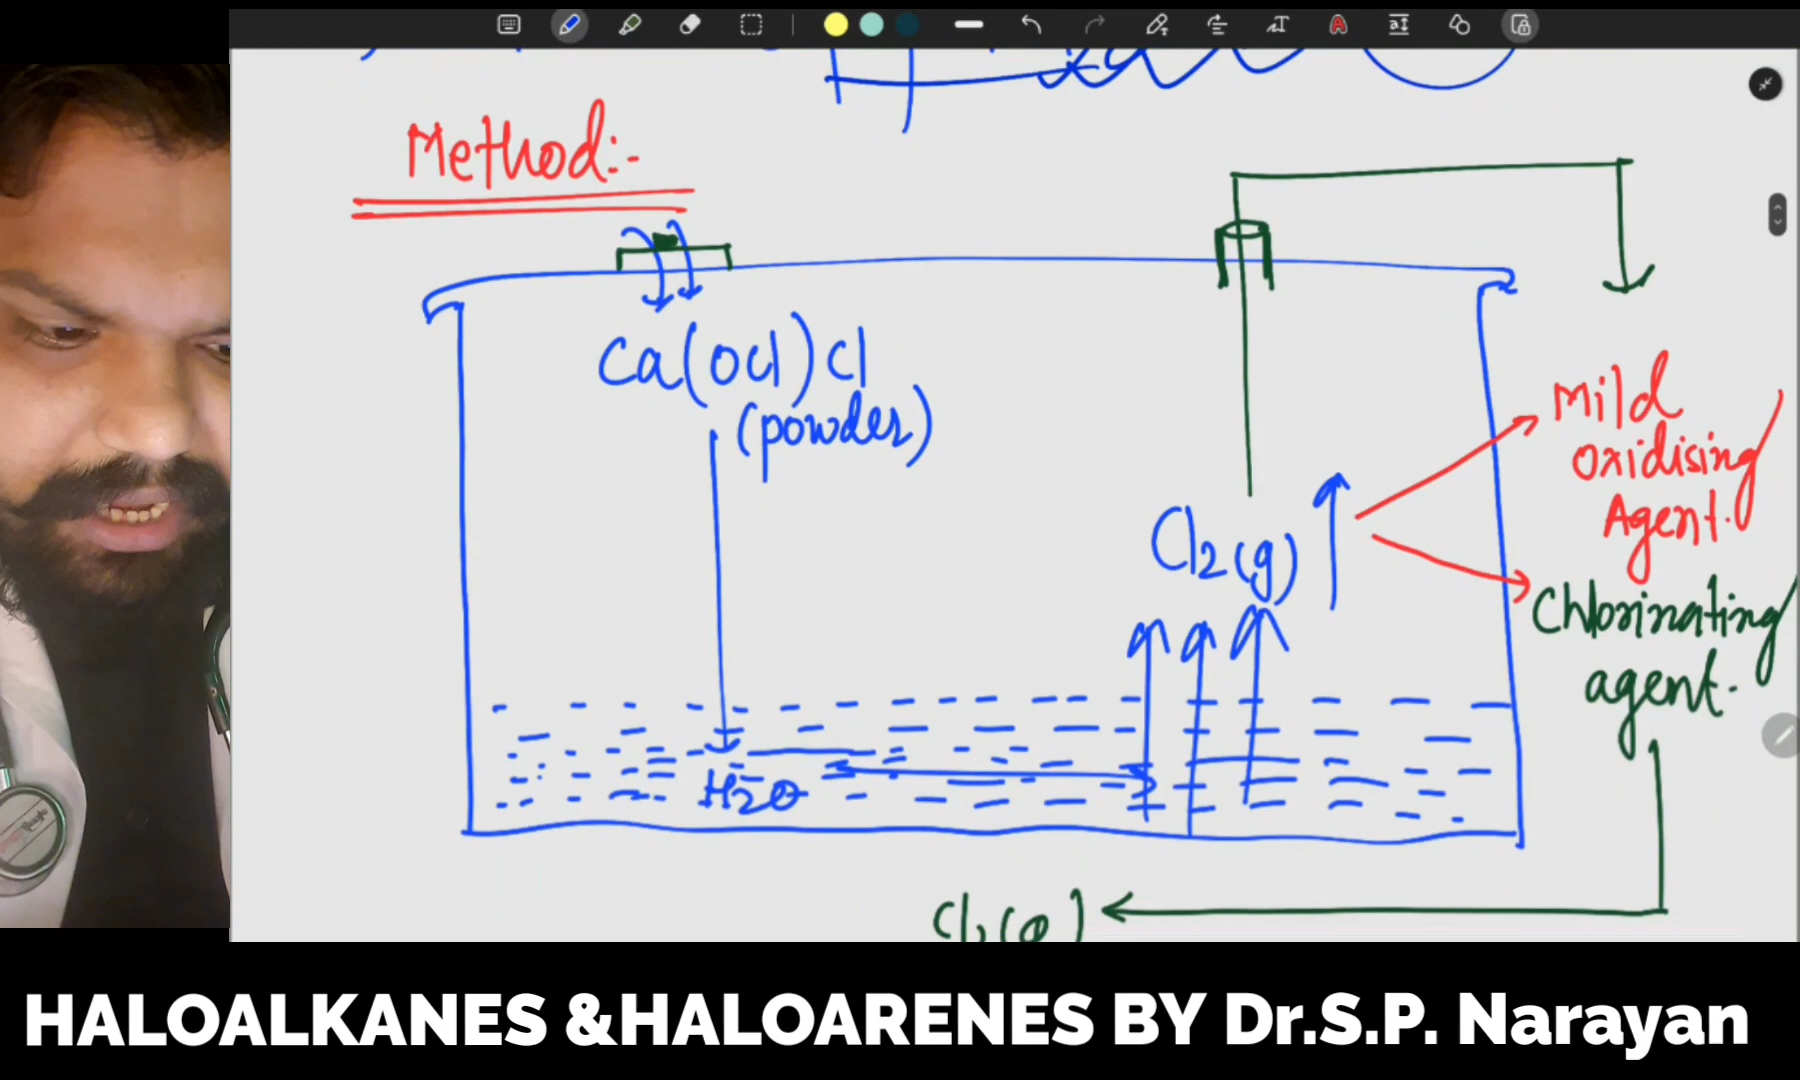 Method:-
Ca(ocl)cl
(powder)
Cl2(g)
Mild
oxidising
Agent.
Chlorinating
agent.
H2O
HALOALKANES &HALOARENES BY Dr.S.P. Narayan